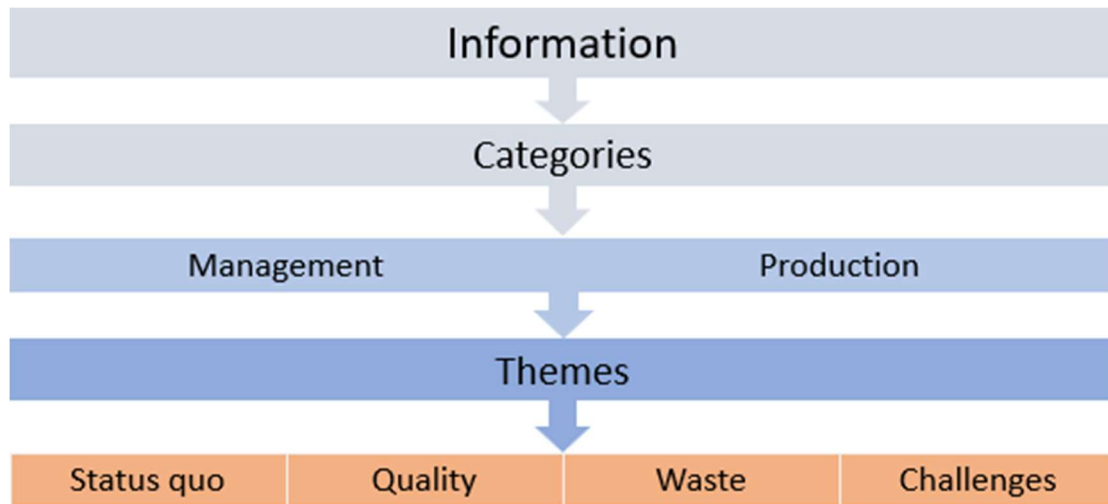 Information
Categories
Management Production
Themes
Status quo Quality Waste Challenges